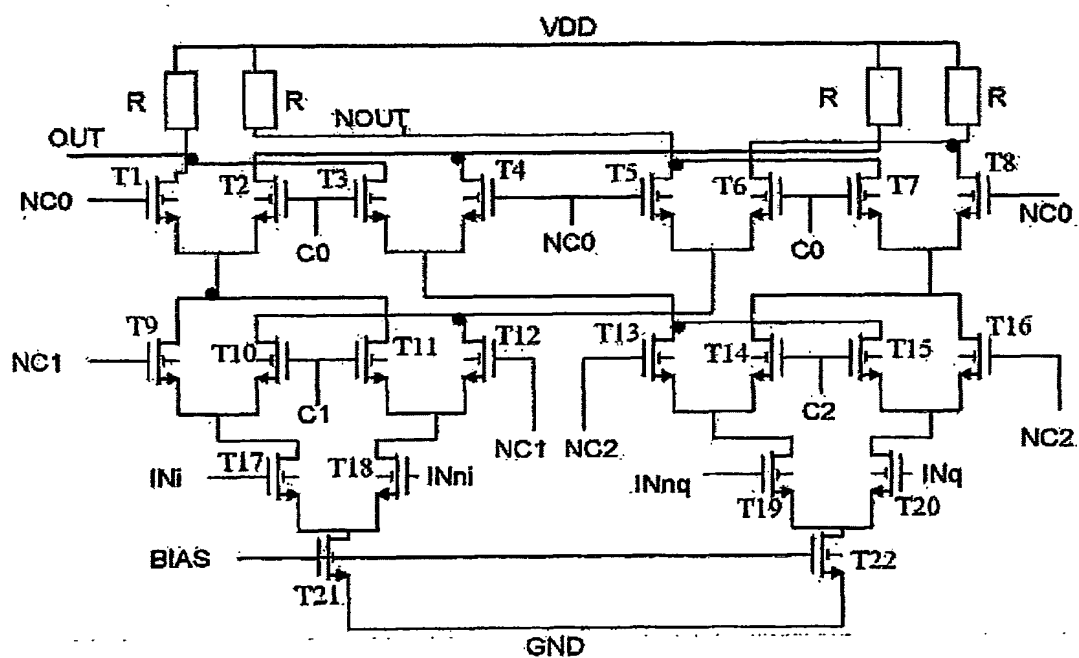 VDD
R R R R
NOUT
OUT
T1 T2 T3 T4 T5 T6 T7 T8
NC0 C0 NC0 C0 NC0
T9 T10 T11 T12 T13 T14 T15 T16
NC1 C1 NC1 NC2 C2 NC2
INi T17 T18 INni INnq T19 T20 INq
BIAS T21 T22
GND